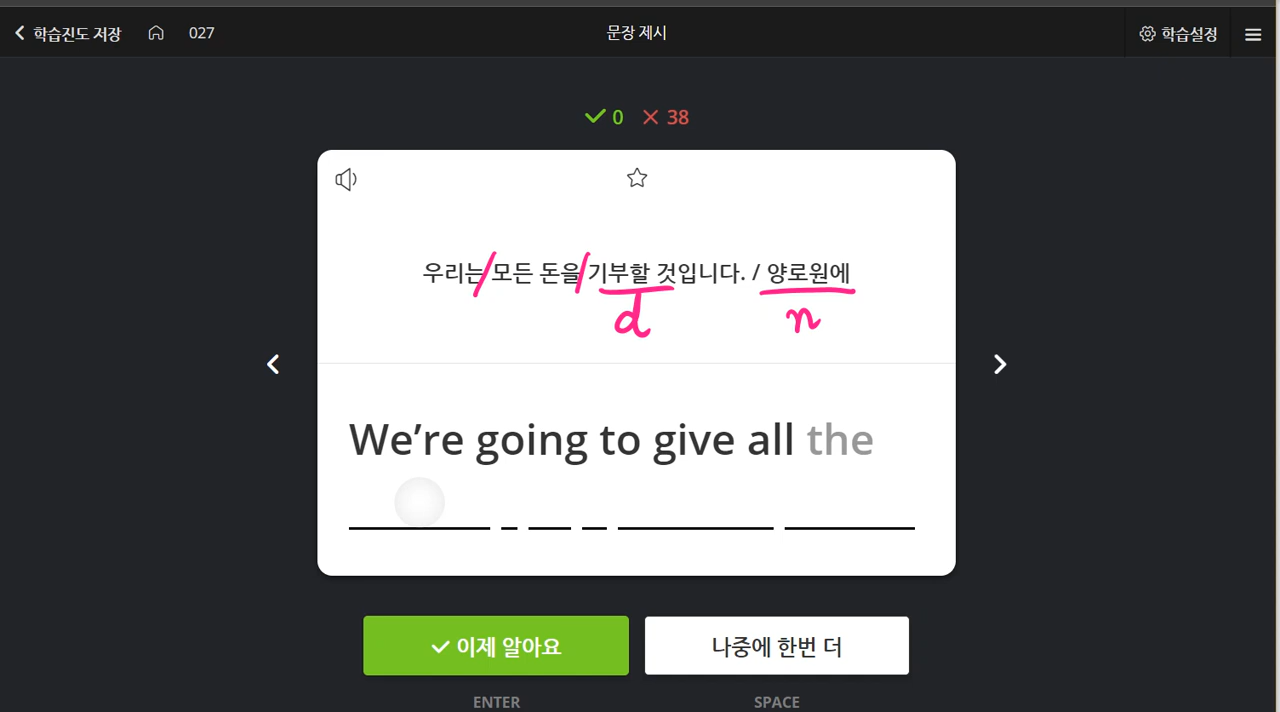 학습진도 저장 027 문장 제시 학습설정
0 38
우리는/모든 돈을/기부할 것입니다. / 양로원에
d n
We're going to give all the
이제 알아요 나중에 한번 더
ENTER SPACE